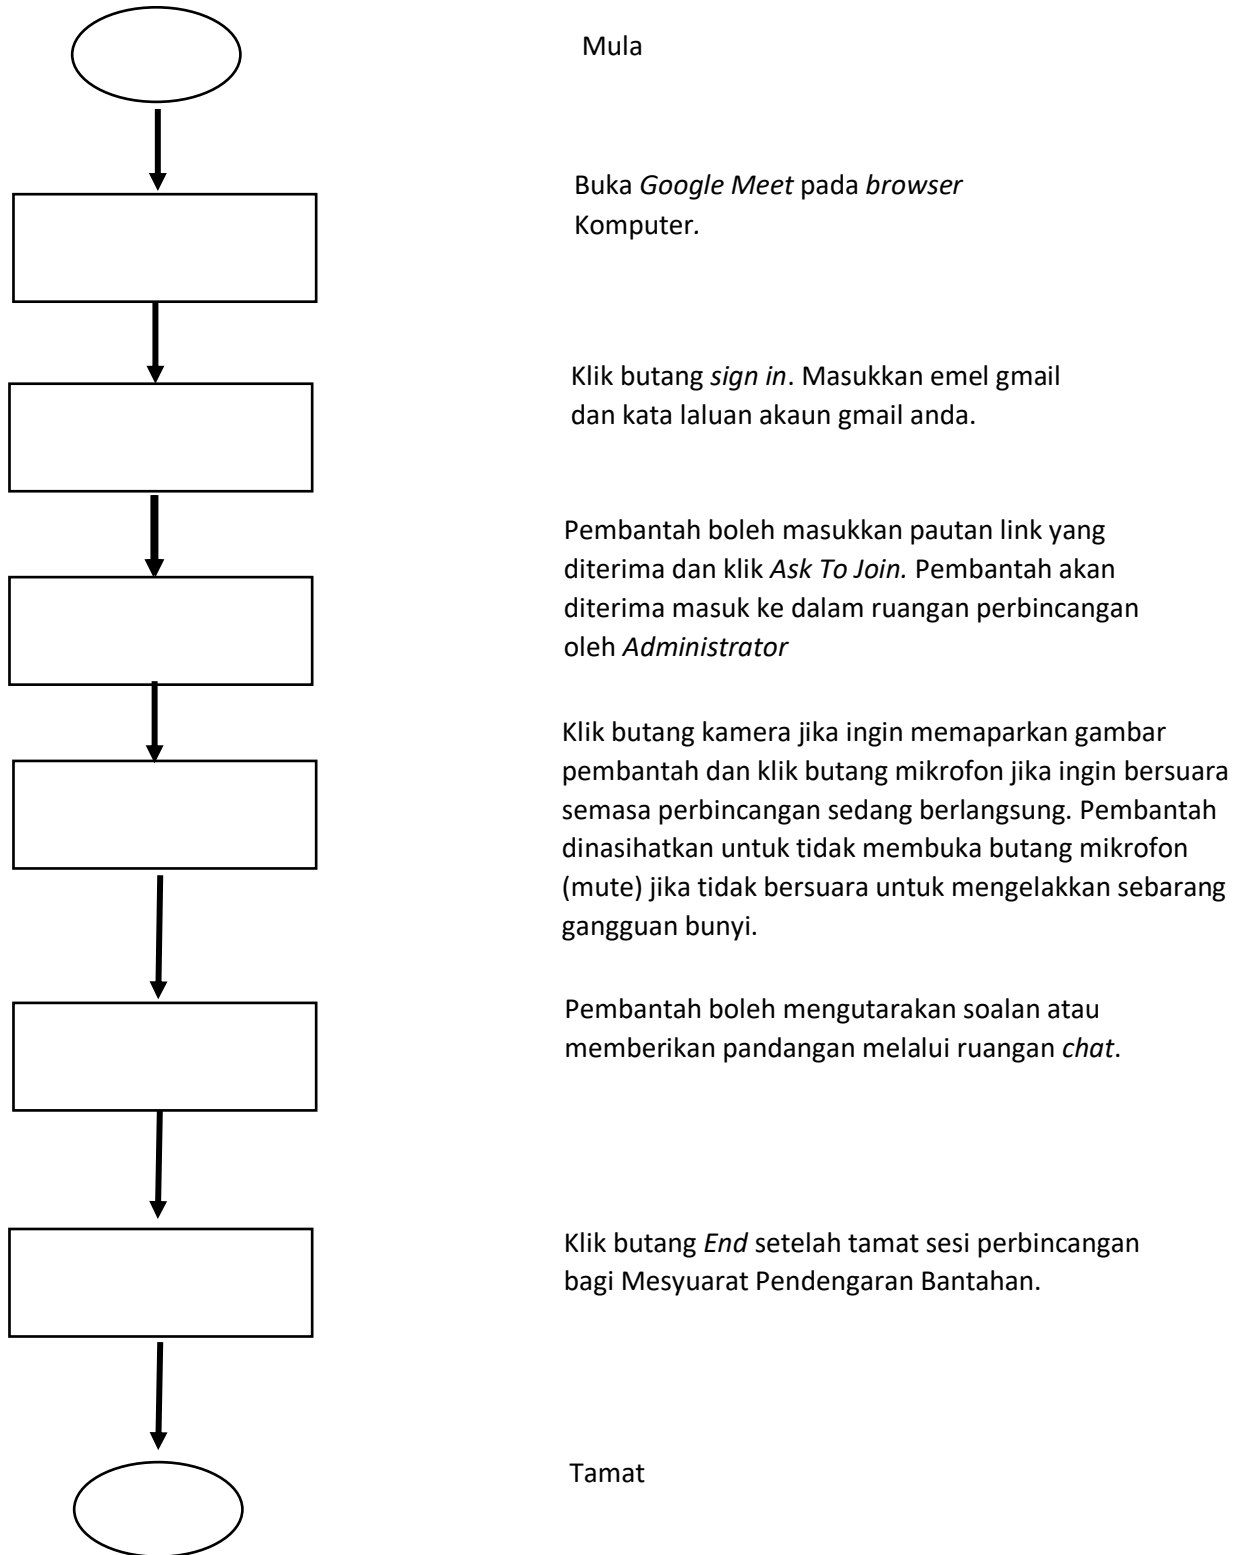 Mula
Buka Google Meet pada browser
Komputer.
Klik butang sign in. Masukkan emel gmail
dan kata laluan akaun gmail anda.
Pembantah boleh masukkan pautan link yang
diterima dan klik Ask To Join. Pembantah akan
diterima masuk ke dalam ruangan perbincangan
oleh Administrator
Klik butang kamera jika ingin memaparkan gambar
pembantah dan klik butang mikrofon jika ingin bersuara
semasa perbincangan sedang berlangsung. Pembantah
dinasihatkan untuk tidak membuka butang mikrofon
(mute) jika tidak bersuara untuk mengelakkan sebarang
gangguan bunyi.
Pembantah boleh mengutarakan soalan atau
memberikan pandangan melalui ruangan chat.
Klik butang End setelah tamat sesi perbincangan
bagi Mesyuarat Pendengaran Bantahan.
Tamat